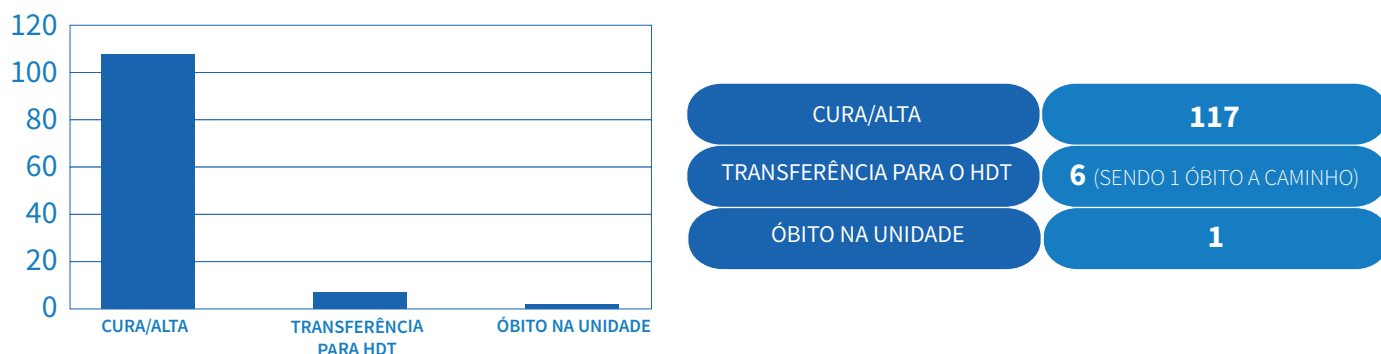 120
100
80
60
40
20
0
CURA/ALTA
TRANSFERÊNCIA
PARA HDT
ÓBITO NA UNIDADE
CURA/ALTA 117
TRANSFERÊNCIA PARA O HDT 6 (SENDO 1 ÓBITO A CAMINHO)
ÓBITO NA UNIDADE 1